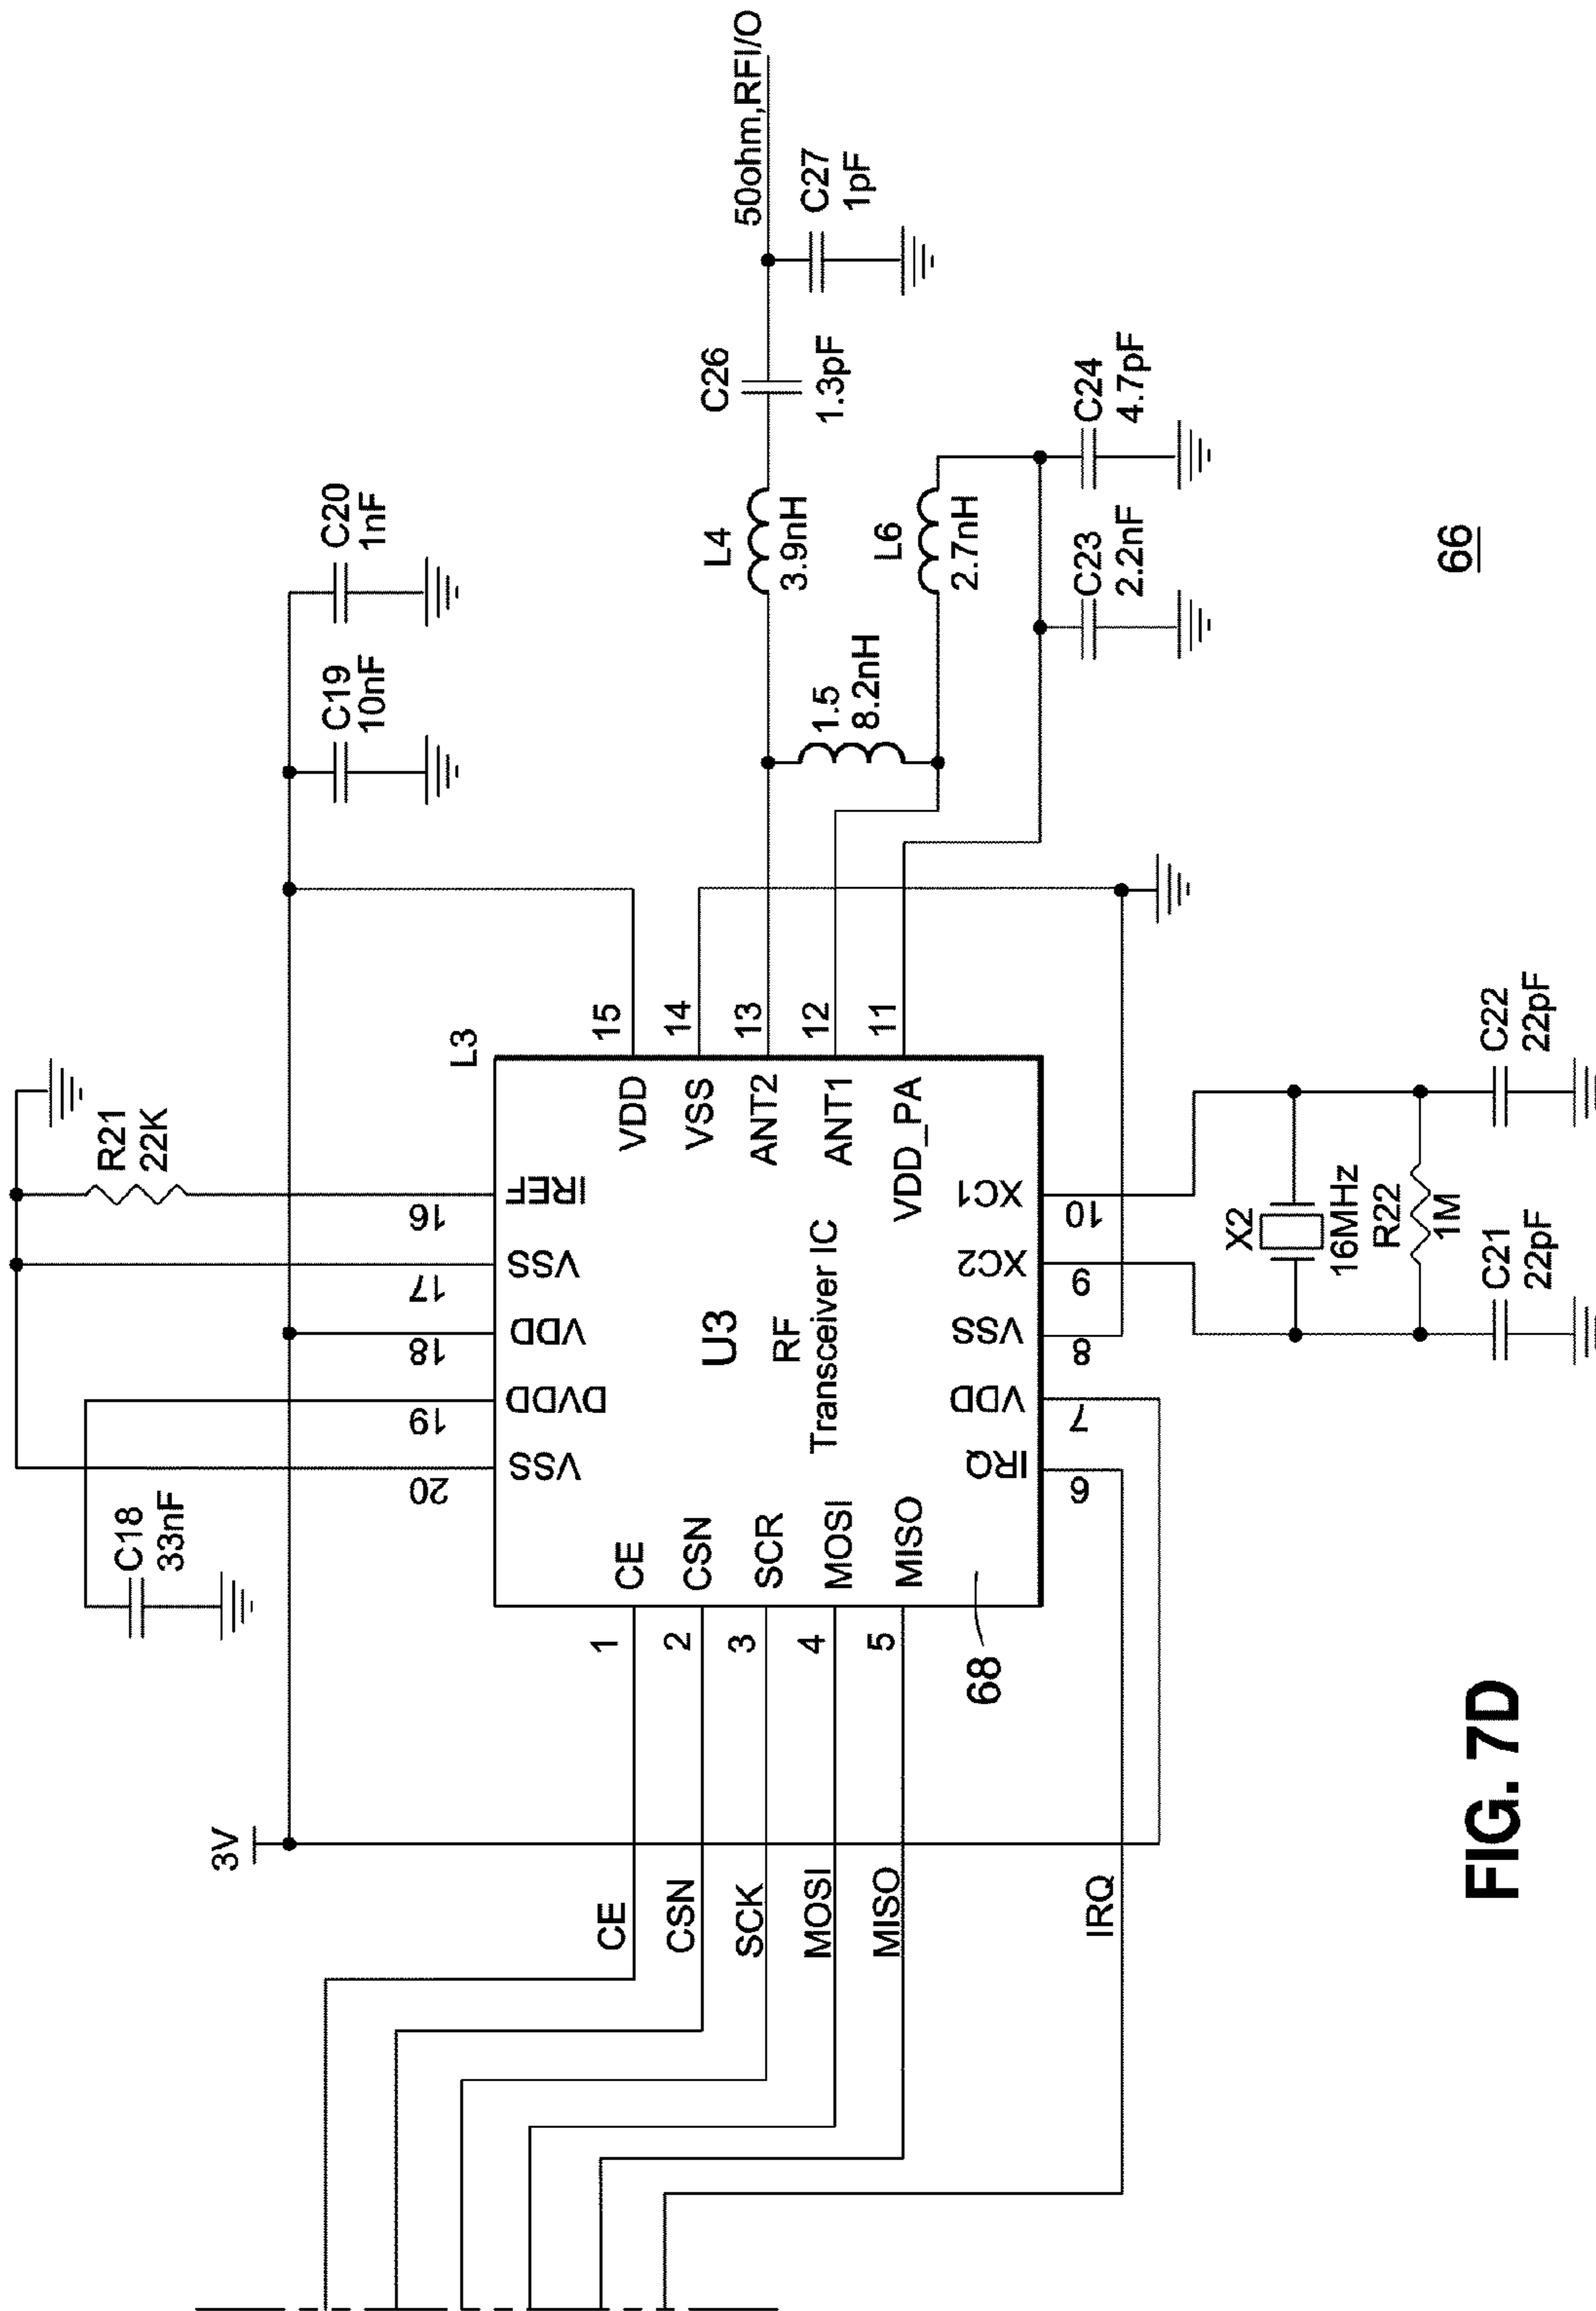 R21
22K
C18
33nF
C20
1nF
C19
10nF
3V
L3
20
19
18
17
16
VSS
DVDD
VDD
VSS
IREF
CE
CSN
SCK
MOSI
MISO
IRQ
1
2
3
4
5
CE
CSN
SCR
MOSI
MISO
U3
RF
Transceiver IC
VDD
VSS
ANT2
ANT1
VDD_PA
15
14
13
12
11
68
IRQ
VDD
VSS
XC2
XC1
6
7
8
9
10
L4
3.9nH
C26
1.3pF
50ohm,RFI/O
C27
1pF
1.5
8.2nH
L6
2.7nH
C23
2.2nF
C24
4.7pF
X2
16MHz
R22
1M
C21
22pF
C22
22pF
66
FIG. 7D